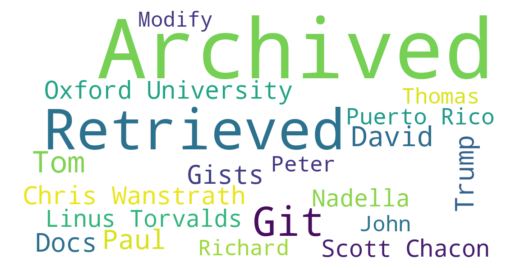 Modify
Archived
Oxford University
Thomas
Retrieved
Puerto Rico
David
Tom
Gists
Peter
Trump
Chris Wanstrath
Nadella
Linus Torvalds
Git
John
Docs
Paul
Richard
Scott Chacon